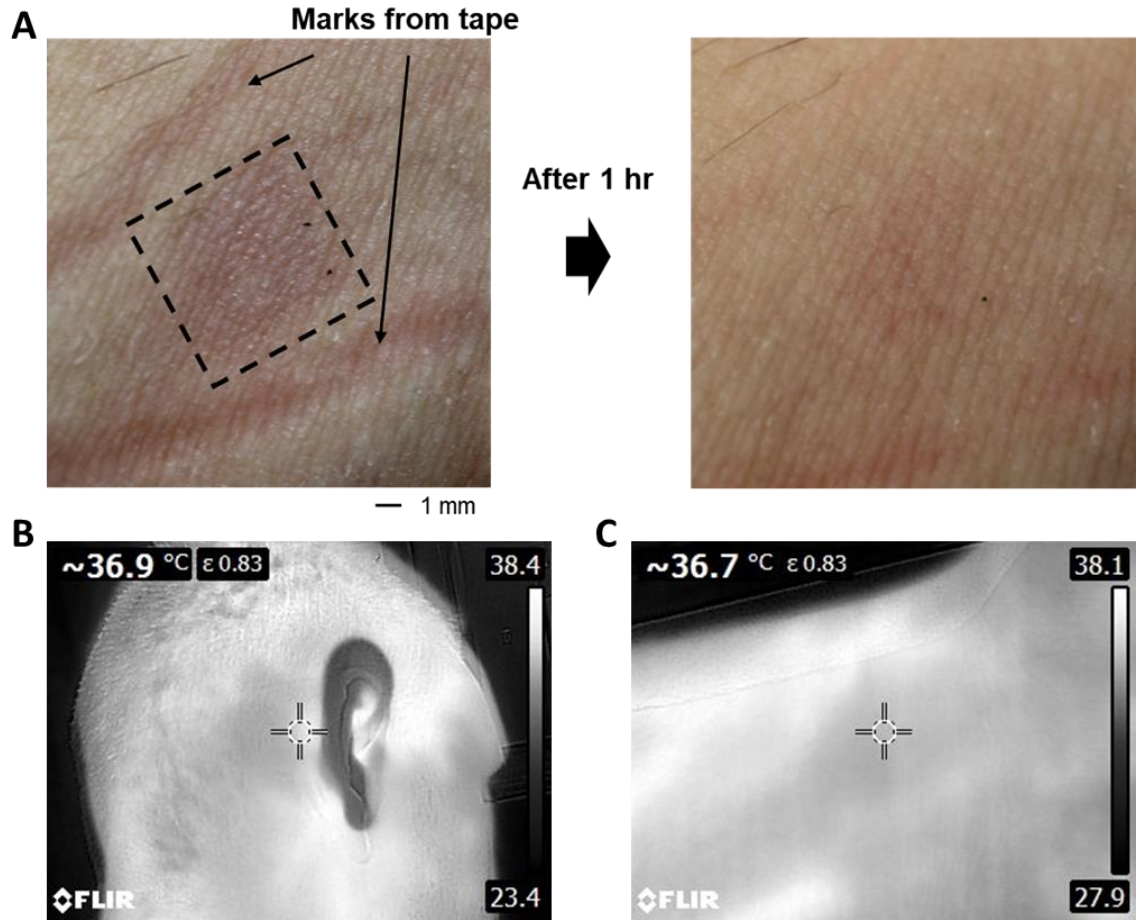 A
Marks from tape
After 1 hr
1 mm
B
~36.9 °C ε 0.83
38.4
FLIR
23.4
C
~36.7 °C ε 0.83
38.1
FLIR
27.9